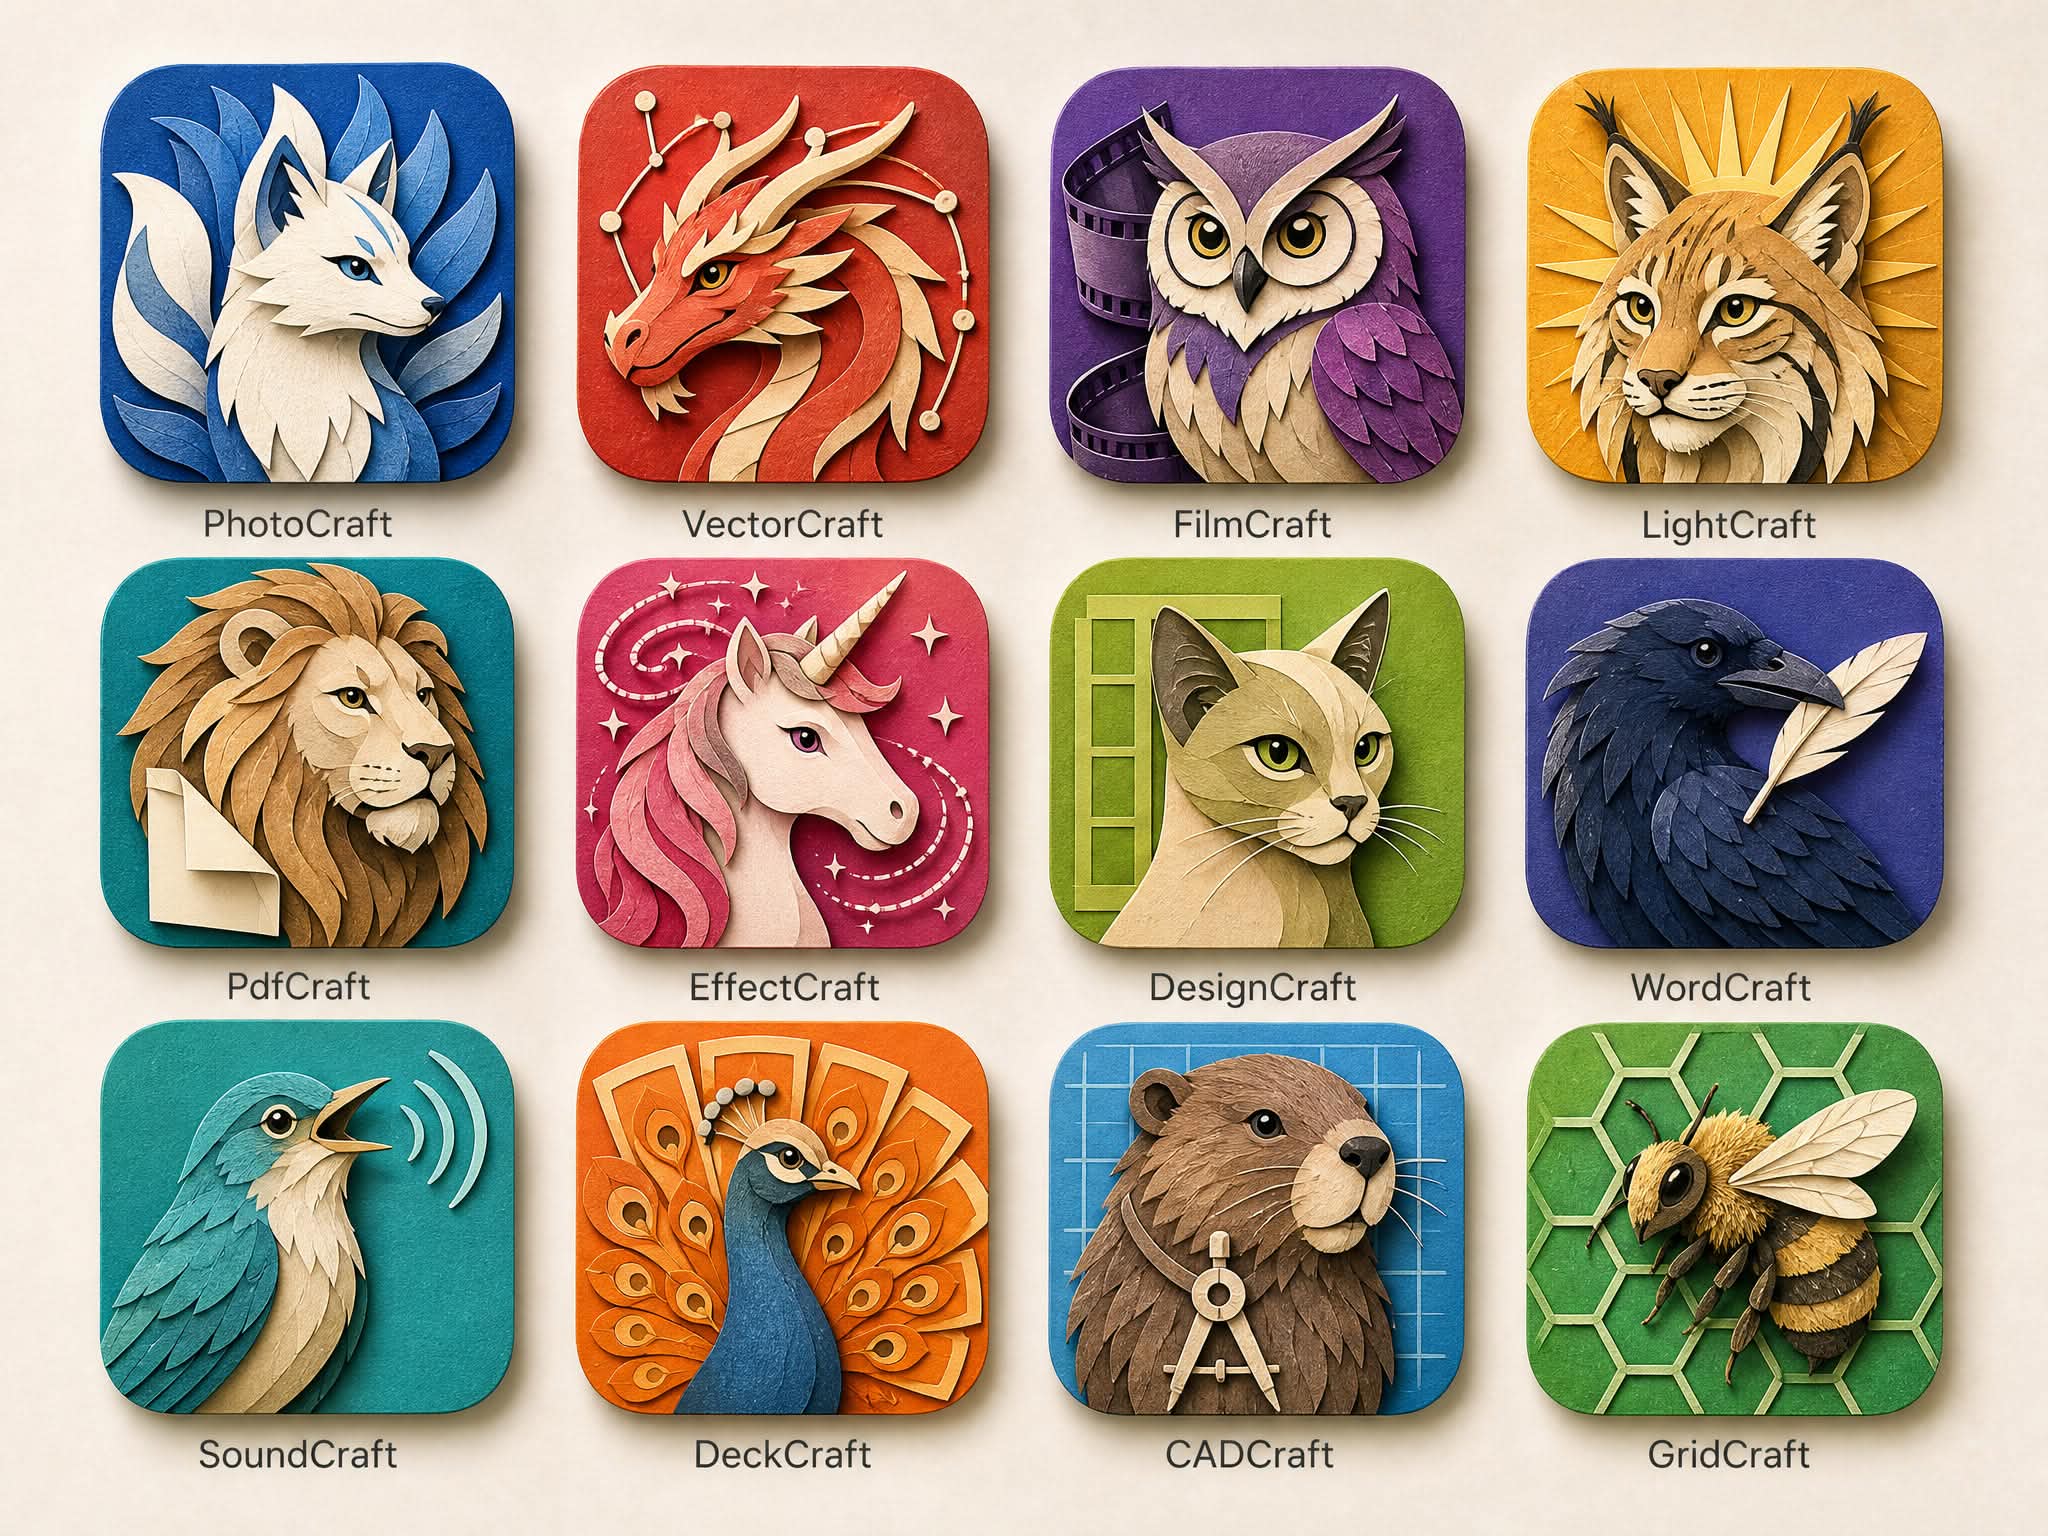 PhotoCraft
VectorCraft
FilmCraft
LightCraft
PdfCraft
EffectCraft
DesignCraft
WordCraft
SoundCraft
DeckCraft
CADCraft
GridCraft